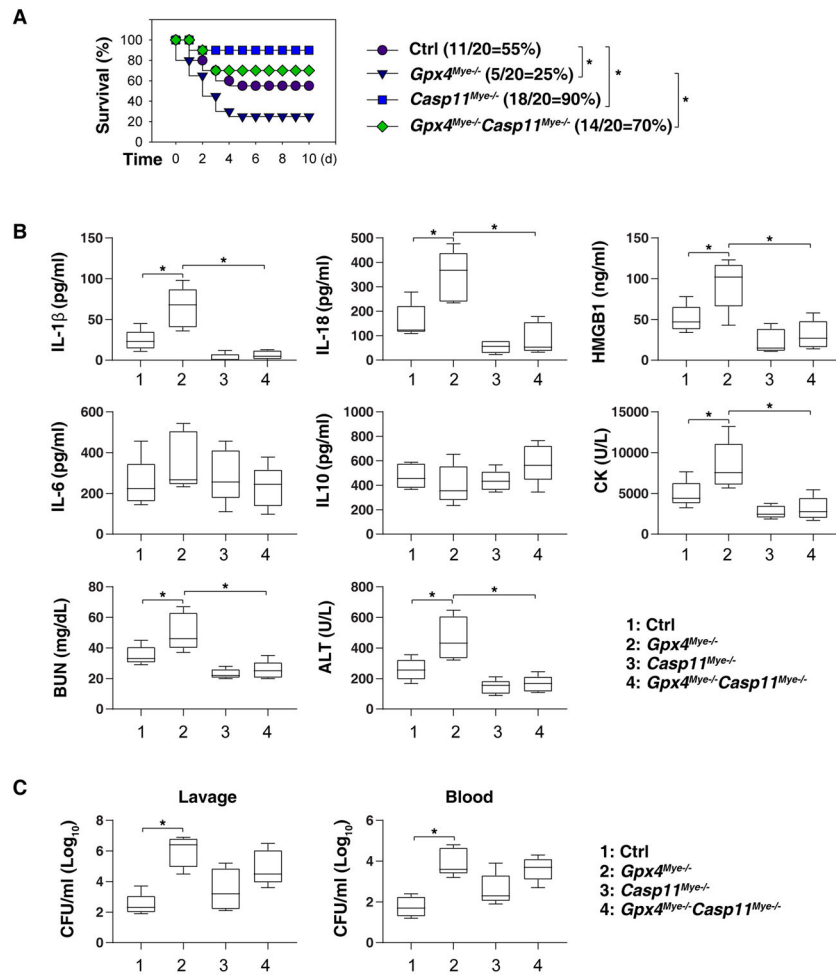 A
Survival (%)
100
80
60
40
20
0
Time 0 2 4 6 8 10 (d)
Ctrl (11/20=55%)
Gpx4Mye-/- (5/20=25%)
Casp11Mye-/- (18/20=90%)
Gpx4Mye-/-Casp11Mye-/- (14/20=70%)
*
*
*
B
IL-1β (pg/ml)
150
100
50
0
* *
1 2 3 4
IL-18 (pg/ml)
500
400
300
200
100
0
* *
1 2 3 4
HMGB1 (ng/ml)
150
100
50
0
* *
1 2 3 4
IL-6 (pg/ml)
600
400
200
0
1 2 3 4
IL10 (pg/ml)
1000
800
600
400
200
0
1 2 3 4
CK (U/L)
15000
10000
5000
0
* *
1 2 3 4
BUN (mg/dL)
80
60
40
20
0
* *
1 2 3 4
ALT (U/L)
800
600
400
200
0
* *
1 2 3 4
1: Ctrl
2: Gpx4Mye-/-
3: Casp11Mye-/-
4: Gpx4Mye-/-Casp11Mye-/-
C
Lavage
CFU/ml (Log10)
8
6
4
2
0
*
1 2 3 4
Blood
CFU/ml (Log10)
6
4
2
0
*
1 2 3 4
1: Ctrl
2: Gpx4Mye-/-
3: Casp11Mye-/-
4: Gpx4Mye-/-Casp11Mye-/-